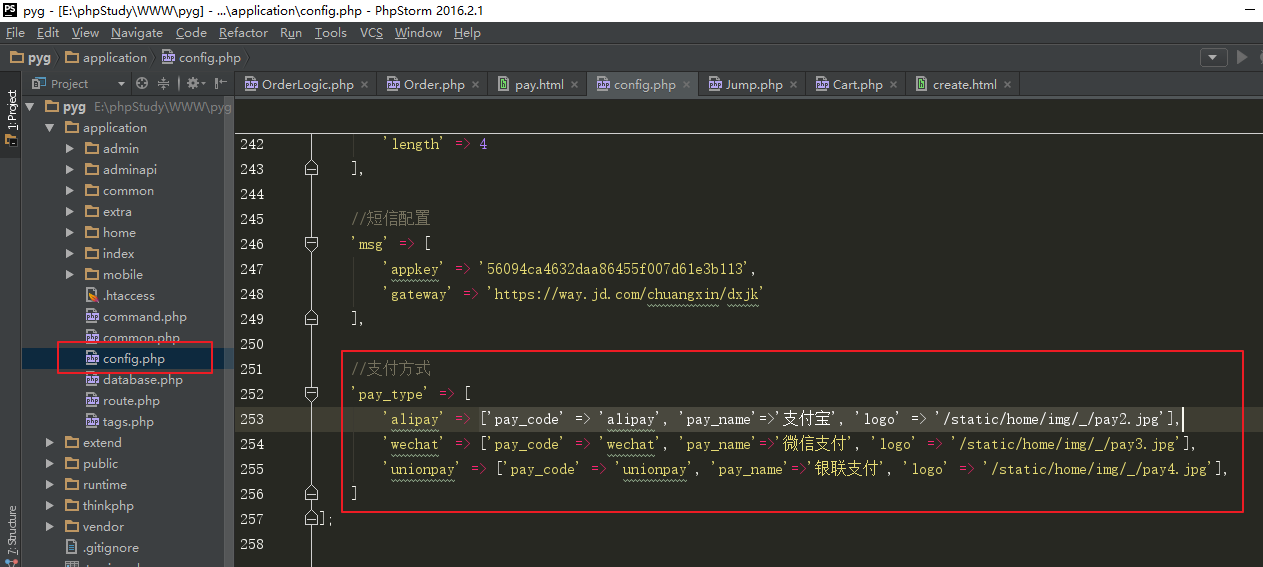 pyg - [E:\phpStudy\WWW\pyg] - ...\application\config.php - PhpStorm 2016.2.1
File Edit View Navigate Code Refactor Run Tools VCS Window Help
pyg application config.php
Project OrderLogic.php Order.php pay.html config.php Jump.php Cart.php create.html
1: Project
pyg E:\phpStudy\WWW\pyg
application
admin
adminapi
common
extra
home
index
mobile
.htaccess
command.php
common.php
config.php
database.php
route.php
tags.php
extend
public
runtime
thinkphp
vendor
.gitignore
7: Structure
242 'length' => 4
243 ],
244
245 //短信配置
246 'msg' => [
247 'appkey' => '56094ca4632daa86455f007d61e3b113',
248 'gateway' => 'https://way.jd.com/chuangxin/dxjk'
249 ],
250
251 //支付方式
252 'pay_type' => [
253 'alipay' => ['pay_code' => 'alipay', 'pay_name'=>'支付宝', 'logo' => '/static/home/img/_/pay2.jpg'],
254 'wechat' => ['pay_code' => 'wechat', 'pay_name'=>'微信支付', 'logo' => '/static/home/img/_/pay3.jpg'],
255 'unionpay' => ['pay_code' => 'unionpay', 'pay_name'=>'银联支付', 'logo' => '/static/home/img/_/pay4.jpg'],
256 ]
257 ];
258